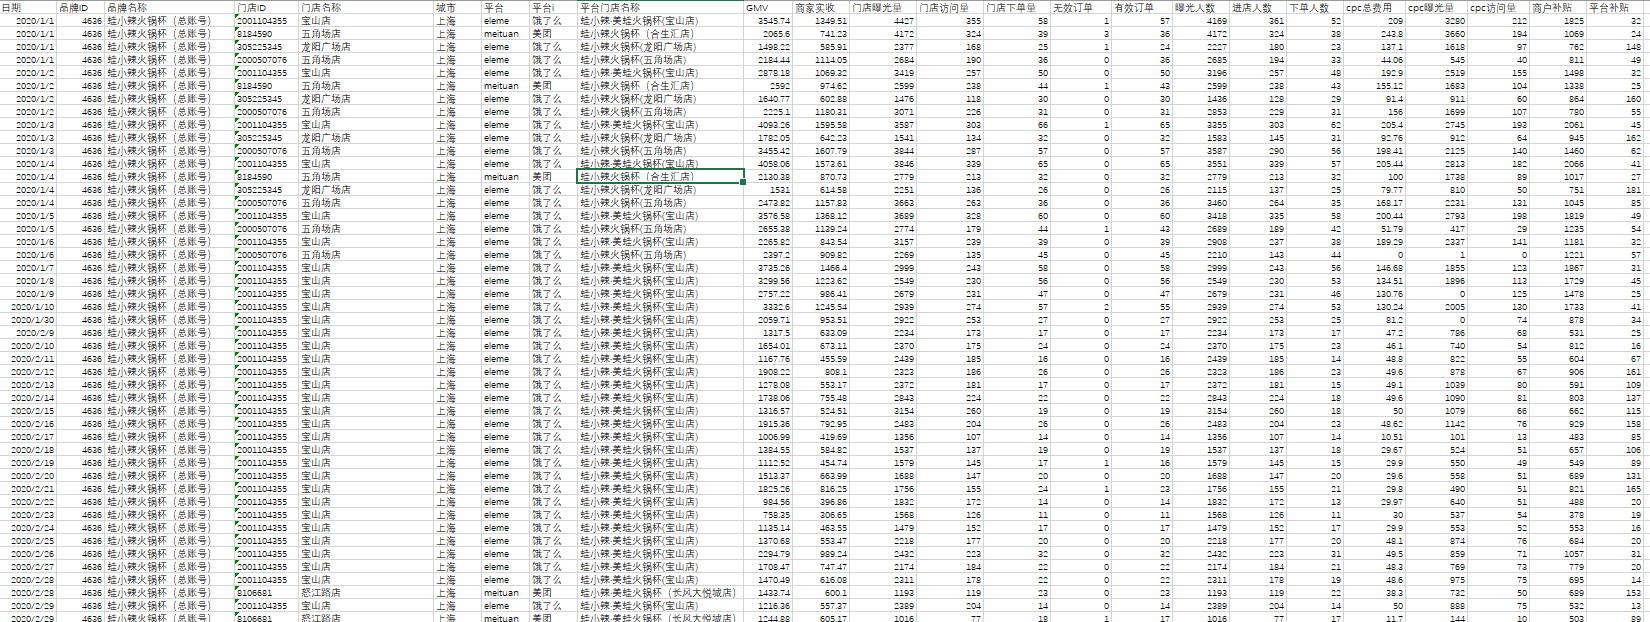 日期 品牌ID 品牌名称 门店ID 门店名称 城市 平台 平台i 平台门店名称 GMV 商家实收 门店曝光量 门店访问量 门店下单量 无效订单 有效订单 曝光人数 进店人数 下单人数 cpc总费用 cpc曝光量 cpc访问量 商户补贴 平台补贴
2020/1/1 4636 蛙小辣火锅杯（总账号） 2001104355 宝山店 上海 eleme 饿了么 蛙小辣火锅杯(宝山店) 3545.74 1349.51 4427 355 58 1 57 4169 361 52 209 3280 212 1825 32
2020/1/1 4636 蛙小辣火锅杯（总账号） 8184590 五角场店 上海 meituan 美团 蛙小辣火锅杯（合生汇店） 2065.6 741.23 4172 324 39 3 36 4172 324 38 243.8 3660 194 1069 24
2020/1/1 4636 蛙小辣火锅杯（总账号） 305225345 龙阳广场店 上海 eleme 饿了么 蛙小辣火锅杯(龙阳广场店) 1498.22 585.91 2377 168 25 1 24 2227 180 23 137.1 1618 97 762 148
2020/1/1 4636 蛙小辣火锅杯（总账号） 2000507076 五角场店 上海 eleme 饿了么 蛙小辣火锅杯(五角场店) 2184.44 1114.05 2684 190 36 0 36 2685 194 33 44.06 545 40 811 49
2020/1/2 4636 蛙小辣火锅杯（总账号） 2001104355 宝山店 上海 eleme 饿了么 蛙小辣·美蛙火锅杯(宝山店) 2878.18 1069.32 3419 257 50 0 50 3196 257 48 192.9 2519 155 1498 32
2020/1/2 4636 蛙小辣火锅杯（总账号） 8184590 五角场店 上海 meituan 美团 蛙小辣火锅杯（合生汇店） 2592 974.62 2599 238 44 1 43 2599 238 43 155.12 1683 104 1338 25
2020/1/2 4636 蛙小辣火锅杯（总账号） 305225345 龙阳广场店 上海 eleme 饿了么 蛙小辣火锅杯(龙阳广场店) 1640.77 602.88 1476 118 30 0 30 1436 128 29 91.4 911 60 864 160
2020/1/2 4636 蛙小辣火锅杯（总账号） 2000507076 五角场店 上海 eleme 饿了么 蛙小辣火锅杯(五角场店) 2225.1 1180.31 3071 226 31 0 31 2853 229 31 156 1699 107 780 55
2020/1/3 4636 蛙小辣火锅杯（总账号） 2001104355 宝山店 上海 eleme 饿了么 蛙小辣·美蛙火锅杯(宝山店) 4093.26 1595.58 3587 303 66 1 65 3355 303 62 205.4 2745 193 2061 45
2020/1/3 4636 蛙小辣火锅杯（总账号） 305225345 龙阳广场店 上海 eleme 饿了么 蛙小辣火锅杯(龙阳广场店) 1782.05 642.23 1541 134 32 0 32 1583 145 31 92.76 912 64 945 162
2020/1/3 4636 蛙小辣火锅杯（总账号） 2000507076 五角场店 上海 eleme 饿了么 蛙小辣火锅杯(五角场店) 3455.42 1607.79 3844 287 57 0 57 3587 290 56 198.41 2125 140 1460 62
2020/1/4 4636 蛙小辣火锅杯（总账号） 2001104355 宝山店 上海 eleme 饿了么 蛙小辣·美蛙火锅杯(宝山店) 4058.06 1573.61 3846 339 65 0 65 3551 339 57 205.44 2813 182 2066 41
2020/1/4 4636 蛙小辣火锅杯（总账号） 8184590 五角场店 上海 meituan 美团 蛙小辣火锅杯（合生汇店） 2130.38 870.73 2779 213 32 0 32 2779 213 32 100 1738 89 1017 27
2020/1/4 4636 蛙小辣火锅杯（总账号） 305225345 龙阳广场店 上海 eleme 饿了么 蛙小辣火锅杯(龙阳广场店) 1531 614.58 2251 136 26 0 26 2115 137 25 79.77 810 50 751 181
2020/1/4 4636 蛙小辣火锅杯（总账号） 2000507076 五角场店 上海 eleme 饿了么 蛙小辣火锅杯(五角场店) 2473.82 1157.83 3663 263 36 0 36 3460 264 35 168.17 2231 131 1045 85
2020/1/5 4636 蛙小辣火锅杯（总账号） 2001104355 宝山店 上海 eleme 饿了么 蛙小辣·美蛙火锅杯(宝山店) 3576.58 1368.12 3689 328 60 0 60 3418 335 58 200.44 2793 198 1819 49
2020/1/5 4636 蛙小辣火锅杯（总账号） 2000507076 五角场店 上海 eleme 饿了么 蛙小辣火锅杯(五角场店) 2655.38 1139.24 2774 179 44 1 43 2689 189 42 51.79 417 29 1235 54
2020/1/6 4636 蛙小辣火锅杯（总账号） 2001104355 宝山店 上海 eleme 饿了么 蛙小辣·美蛙火锅杯(宝山店) 2265.82 843.54 3157 239 39 0 39 2908 237 38 189.29 2337 141 1181 32
2020/1/6 4636 蛙小辣火锅杯（总账号） 2000507076 五角场店 上海 eleme 饿了么 蛙小辣火锅杯(五角场店) 2397.2 909.82 2269 135 45 0 45 2210 143 44 0 1 0 1221 57
2020/1/7 4636 蛙小辣火锅杯（总账号） 2001104355 宝山店 上海 eleme 饿了么 蛙小辣·美蛙火锅杯(宝山店) 3735.26 1466.4 2999 243 58 0 58 2999 243 56 146.68 1855 123 1867 31
2020/1/8 4636 蛙小辣火锅杯（总账号） 2001104355 宝山店 上海 eleme 饿了么 蛙小辣·美蛙火锅杯(宝山店) 3299.56 1223.62 2549 230 56 0 56 2549 230 53 134.51 1896 113 1729 45
2020/1/9 4636 蛙小辣火锅杯（总账号） 2001104355 宝山店 上海 eleme 饿了么 蛙小辣·美蛙火锅杯(宝山店) 2757.22 986.41 2679 231 47 0 47 2679 231 46 130.76 0 125 1478 25
2020/1/10 4636 蛙小辣火锅杯（总账号） 2001104355 宝山店 上海 eleme 饿了么 蛙小辣·美蛙火锅杯(宝山店) 3332.6 1245.54 2939 274 57 2 55 2939 274 53 130.24 2005 130 1733 41
2020/1/30 4636 蛙小辣火锅杯（总账号） 2001104355 宝山店 上海 eleme 饿了么 蛙小辣·美蛙火锅杯(宝山店) 2059.71 953.51 2922 253 27 0 27 2922 253 25 81.2 0 74 878 34
2020/2/9 4636 蛙小辣火锅杯（总账号） 2001104355 宝山店 上海 eleme 饿了么 蛙小辣·美蛙火锅杯(宝山店) 1317.5 633.09 2234 173 17 0 17 2234 173 17 47.2 786 68 531 25
2020/2/10 4636 蛙小辣火锅杯（总账号） 2001104355 宝山店 上海 eleme 饿了么 蛙小辣·美蛙火锅杯(宝山店) 1654.01 673.11 2370 175 24 0 24 2370 175 23 46.1 740 54 812 16
2020/2/11 4636 蛙小辣火锅杯（总账号） 2001104355 宝山店 上海 eleme 饿了么 蛙小辣·美蛙火锅杯(宝山店) 1167.76 455.59 2439 185 16 0 16 2439 185 14 48.8 822 55 604 67
2020/2/12 4636 蛙小辣火锅杯（总账号） 2001104355 宝山店 上海 eleme 饿了么 蛙小辣·美蛙火锅杯(宝山店) 1908.22 808.1 2323 186 26 0 26 2323 186 23 49.6 878 67 906 161
2020/2/13 4636 蛙小辣火锅杯（总账号） 2001104355 宝山店 上海 eleme 饿了么 蛙小辣·美蛙火锅杯(宝山店) 1278.08 553.17 2372 181 17 0 17 2372 181 15 49.1 1039 80 591 109
2020/2/14 4636 蛙小辣火锅杯（总账号） 2001104355 宝山店 上海 eleme 饿了么 蛙小辣·美蛙火锅杯(宝山店) 1738.06 755.48 2843 224 22 0 22 2843 224 18 49.6 1090 81 803 137
2020/2/15 4636 蛙小辣火锅杯（总账号） 2001104355 宝山店 上海 eleme 饿了么 蛙小辣·美蛙火锅杯(宝山店) 1316.57 524.51 3154 260 19 0 19 3154 260 18 50 1079 66 662 115
2020/2/16 4636 蛙小辣火锅杯（总账号） 2001104355 宝山店 上海 eleme 饿了么 蛙小辣·美蛙火锅杯(宝山店) 1915.36 792.95 2483 204 26 0 26 2483 204 23 48.62 1142 76 929 158
2020/2/17 4636 蛙小辣火锅杯（总账号） 2001104355 宝山店 上海 eleme 饿了么 蛙小辣·美蛙火锅杯(宝山店) 1006.99 419.69 1356 107 14 0 14 1356 107 14 10.51 101 13 483 85
2020/2/18 4636 蛙小辣火锅杯（总账号） 2001104355 宝山店 上海 eleme 饿了么 蛙小辣·美蛙火锅杯(宝山店) 1384.55 584.82 1537 137 19 0 19 1537 137 18 29.67 524 51 657 106
2020/2/19 4636 蛙小辣火锅杯（总账号） 2001104355 宝山店 上海 eleme 饿了么 蛙小辣·美蛙火锅杯(宝山店) 1112.52 454.74 1579 145 17 1 16 1579 145 15 29.9 550 49 549 89
2020/2/20 4636 蛙小辣火锅杯（总账号） 2001104355 宝山店 上海 eleme 饿了么 蛙小辣·美蛙火锅杯(宝山店) 1513.37 663.99 1688 147 20 0 20 1688 147 20 29.6 558 51 689 131
2020/2/21 4636 蛙小辣火锅杯（总账号） 2001104355 宝山店 上海 eleme 饿了么 蛙小辣·美蛙火锅杯(宝山店) 1825.26 816.25 1756 155 24 1 23 1756 155 21 29.8 490 51 821 165
2020/2/22 4636 蛙小辣火锅杯（总账号） 2001104355 宝山店 上海 eleme 饿了么 蛙小辣·美蛙火锅杯(宝山店) 984.56 396.86 1832 172 14 0 14 1832 172 13 29.97 640 51 488 20
2020/2/23 4636 蛙小辣火锅杯（总账号） 2001104355 宝山店 上海 eleme 饿了么 蛙小辣·美蛙火锅杯(宝山店) 758.35 306.65 1568 126 11 0 11 1568 126 11 30 537 54 378 19
2020/2/24 4636 蛙小辣火锅杯（总账号） 2001104355 宝山店 上海 eleme 饿了么 蛙小辣·美蛙火锅杯(宝山店) 1135.14 463.55 1479 152 17 0 17 1479 152 17 29.9 553 52 553 16
2020/2/25 4636 蛙小辣火锅杯（总账号） 2001104355 宝山店 上海 eleme 饿了么 蛙小辣·美蛙火锅杯(宝山店) 1370.68 553.47 2218 177 20 0 20 2218 177 20 48.1 874 76 684 20
2020/2/26 4636 蛙小辣火锅杯（总账号） 2001104355 宝山店 上海 eleme 饿了么 蛙小辣·美蛙火锅杯(宝山店) 2294.79 989.24 2432 223 32 0 32 2432 223 31 49.5 859 71 1057 31
2020/2/27 4636 蛙小辣火锅杯（总账号） 2001104355 宝山店 上海 eleme 饿了么 蛙小辣·美蛙火锅杯(宝山店) 1708.47 747.47 2174 184 22 0 22 2174 184 21 48.3 769 73 779 20
2020/2/28 4636 蛙小辣火锅杯（总账号） 2001104355 宝山店 上海 eleme 饿了么 蛙小辣·美蛙火锅杯(宝山店) 1470.49 616.08 2311 178 22 0 22 2311 178 19 48.6 975 75 695 14
2020/2/28 4636 蛙小辣火锅杯（总账号） 8106681 怒江路店 上海 meituan 美团 蛙小辣·美蛙火锅杯（长风大悦城店） 1433.74 600.1 1193 119 23 0 23 1193 119 22 38.3 732 50 689 153
2020/2/29 4636 蛙小辣火锅杯（总账号） 2001104355 宝山店 上海 eleme 饿了么 蛙小辣·美蛙火锅杯(宝山店) 1216.36 557.37 2389 204 14 0 14 2389 204 14 50 888 75 532 13
2020/2/29 4636 蛙小辣火锅杯（总账号） 8106681 怒江路店 上海 meituan 美团 蛙小辣·美蛙火锅杯（长风大悦城店） 1244.88 605.17 1016 77 18 1 17 1016 77 17 11.7 144 10 503 89